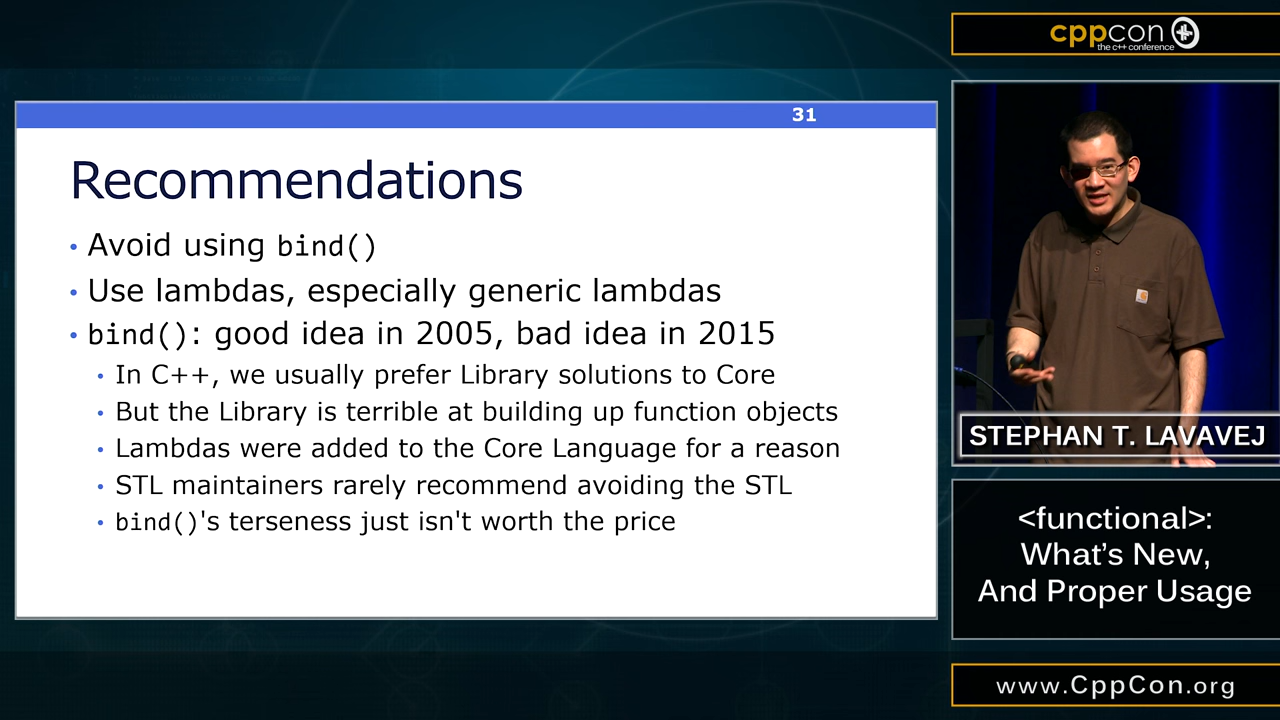 31
Recommendations
• Avoid using bind()
• Use lambdas, especially generic lambdas
• bind(): good idea in 2005, bad idea in 2015
• In C++, we usually prefer Library solutions to Core
• But the Library is terrible at building up function objects
• Lambdas were added to the Core Language for a reason
• STL maintainers rarely recommend avoiding the STL
• bind()'s terseness just isn't worth the price
cppcon
the c++ conference
STEPHAN T. LAVAVEJ
<functional>:
What's New,
And Proper Usage
www.CppCon.org